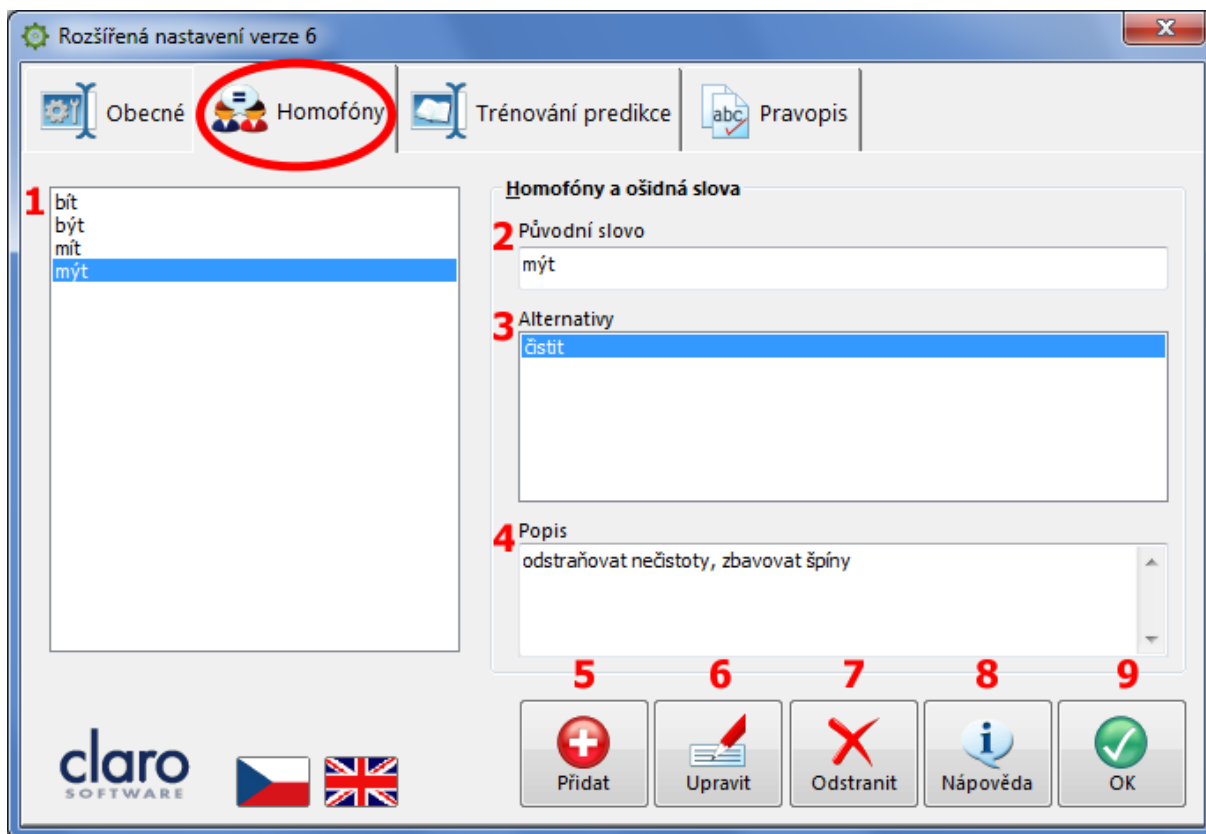 Rozšířená nastavení verze 6
Obecné
Homofóny
Trénování predikce
Pravopis
1
bít
být
mít
mýt
Homofóny a ošidná slova
2 Původní slovo
mýt
3 Alternativy
čistit
4 Popis
odstraňovat nečistoty, zbavovat špíny
5 6 7 8 9
Přidat Upravit Odstranit Nápověda OK
claro
SOFTWARE